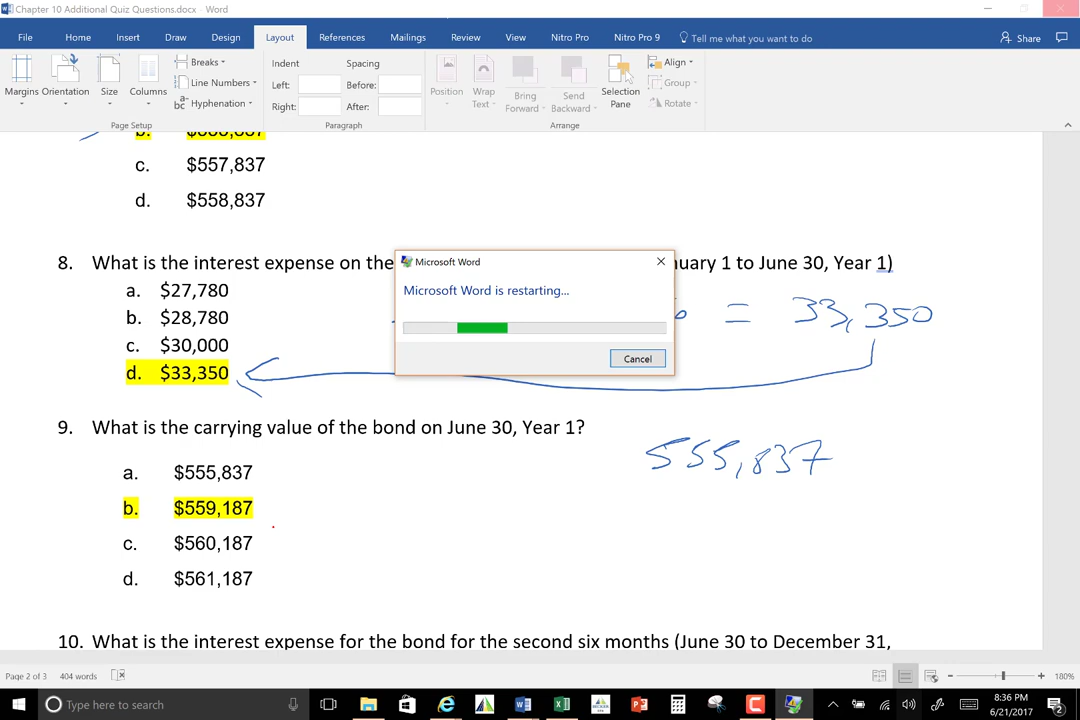 Chapter 10 Additional Quiz Questions.docx - Word
File Home Insert Draw Design Layout References Mailings Review View Nitro Pro Nitro Pro 9 Tell me what you want to do Share
Margins Orientation Size Columns
Breaks
Line Numbers
bc Hyphenation
Page Setup
Indent Spacing
Left: Before:
Right: After:
Paragraph
Position Wrap Text Bring Forward Send Backward Selection Pane
Align
Group
Rotate
Arrange
b.
c. $557,837
d. $558,837
8. What is the interest expense on the
nuary 1 to June 30, Year 1)
a. $27,780
b. $28,780
c. $30,000
d. $33,350
= 33,350
Microsoft Word
Microsoft Word is restarting...
Cancel
9. What is the carrying value of the bond on June 30, Year 1?
555,837
a. $555,837
b. $559,187
c. $560,187
d. $561,187
10. What is the interest expense for the bond for the second six months (June 30 to December 31,
Page 2 of 3 404 words
180%
Type here to search
8:36 PM
6/21/2017
2